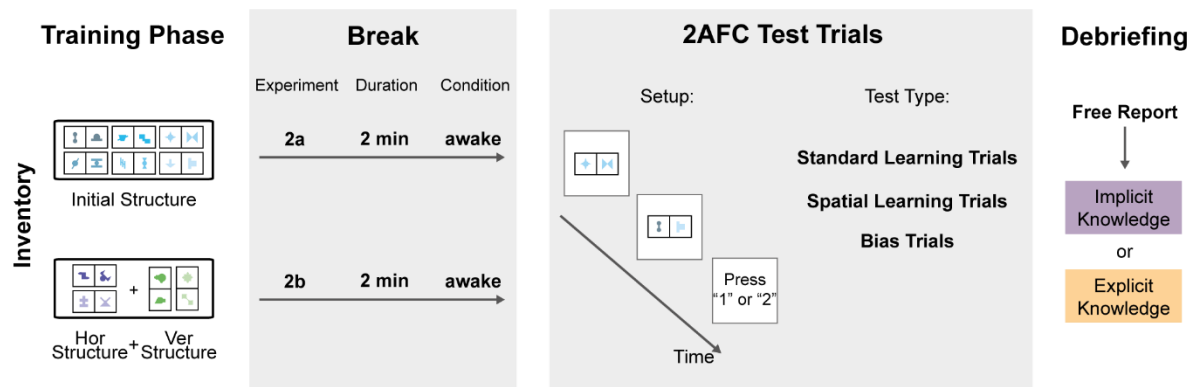 Training Phase
Break
2AFC Test Trials
Debriefing
Experiment Duration Condition
Setup:
Test Type:
Inventory
Initial Structure
2a 2 min awake
Standard Learning Trials
Spatial Learning Trials
Bias Trials
Free Report
Implicit
Knowledge
or
Explicit
Knowledge
+
Hor + Ver
Structure Structure
2b 2 min awake
Press
“1” or “2”
Time